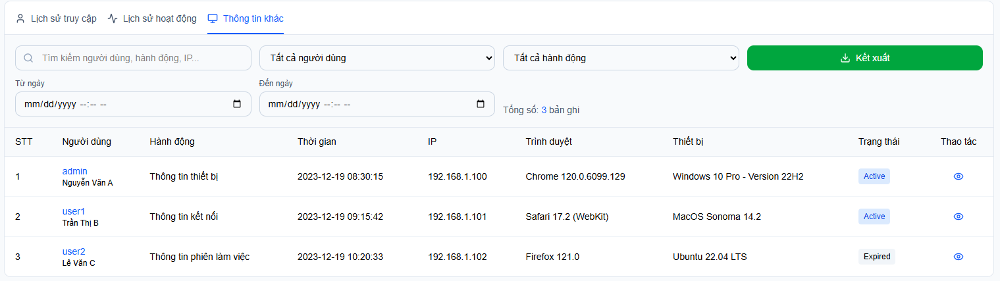 Lịch sử truy cập Lịch sử hoạt động Thông tin khác
Tìm kiếm người dùng, hành động, IP... Tất cả người dùng Tất cả hành động Kết xuất
Từ ngày Đến ngày
mm/dd/yyyy --:-- -- mm/dd/yyyy --:-- -- Tổng số: 3 bản ghi
STT Người dùng Hành động Thời gian IP Trình duyệt Thiết bị Trạng thái Thao tác
1 admin Nguyễn Văn A Thông tin thiết bị 2023-12-19 08:30:15 192.168.1.100 Chrome 120.0.6099.129 Windows 10 Pro - Version 22H2 Active
2 user1 Trần Thị B Thông tin kết nối 2023-12-19 09:15:42 192.168.1.101 Safari 17.2 (WebKit) MacOS Sonoma 14.2 Active
3 user2 Lê Văn C Thông tin phiên làm việc 2023-12-19 10:20:33 192.168.1.102 Firefox 121.0 Ubuntu 22.04 LTS Expired